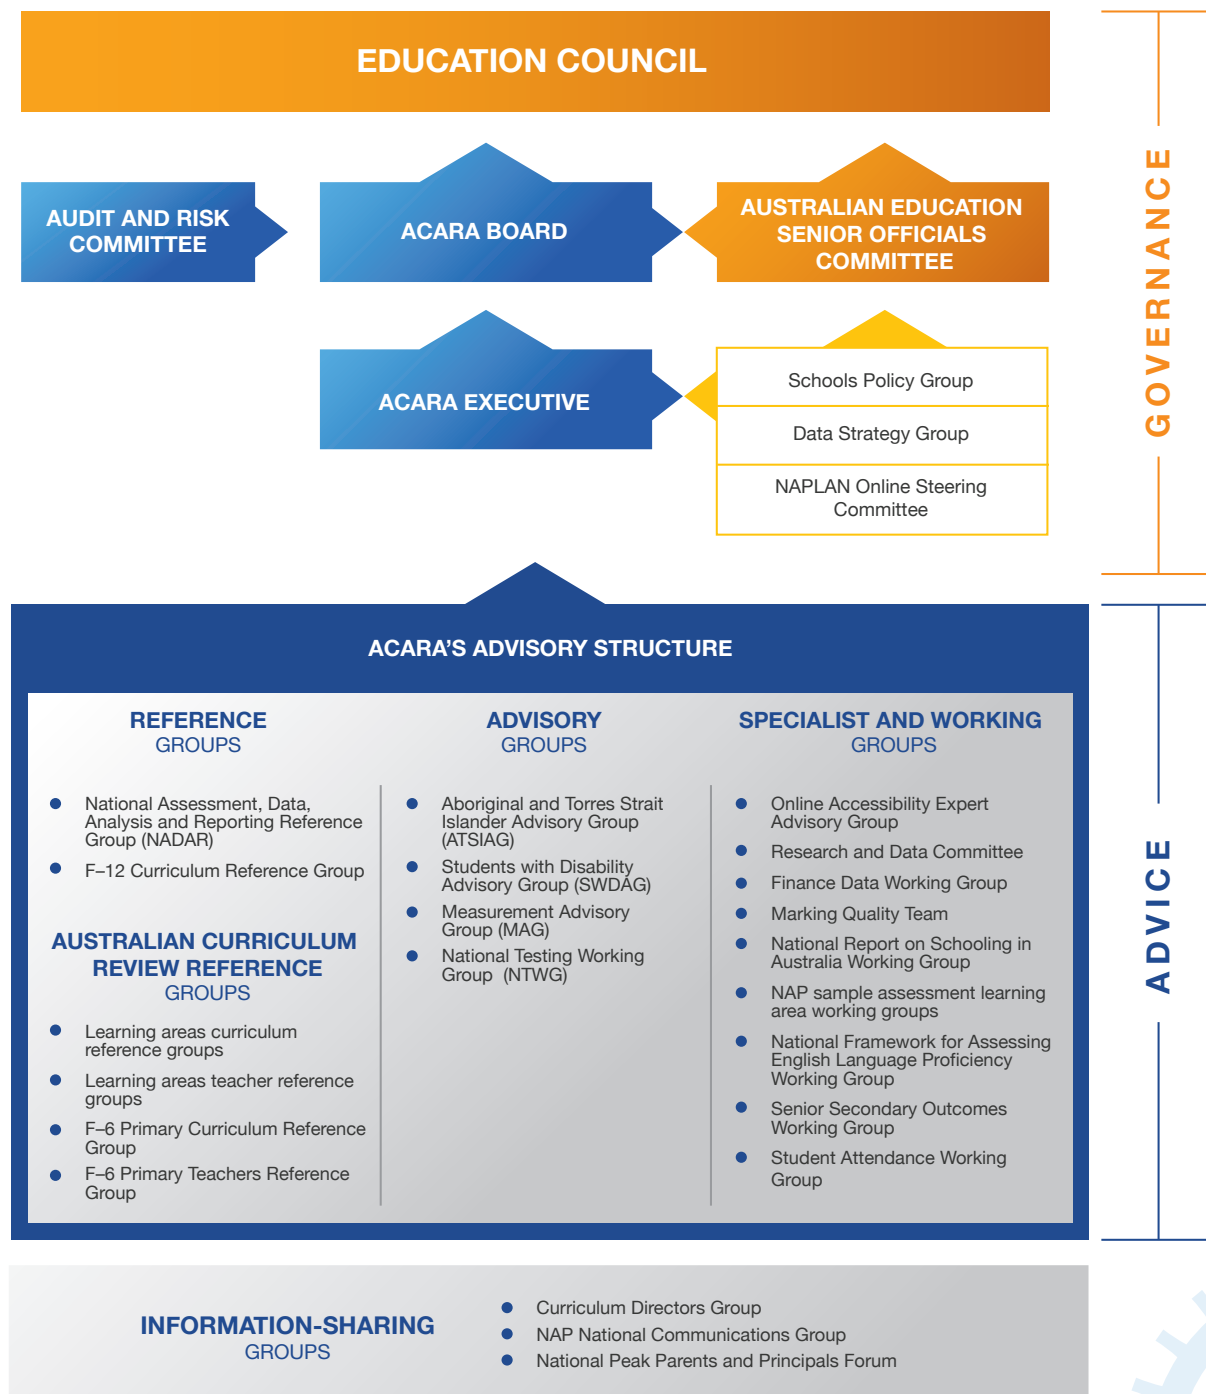 EDUCATION COUNCIL
AUDIT AND RISK
COMMITTEE
ACARA BOARD
AUSTRALIAN EDUCATION
SENIOR OFFICIALS
COMMITTEE
ACARA EXECUTIVE
Schools Policy Group
Data Strategy Group
NAPLAN Online Steering
Committee
GOVERNANCE
ACARA'S ADVISORY STRUCTURE
REFERENCE
GROUPS
● National Assessment, Data,
Analysis and Reporting Reference
Group (NADAR)
● F–12 Curriculum Reference Group
AUSTRALIAN CURRICULUM
REVIEW REFERENCE
GROUPS
● Learning areas curriculum
reference groups
● Learning areas teacher reference
groups
● F–6 Primary Curriculum Reference
Group
● F–6 Primary Teachers Reference
Group
ADVISORY
GROUPS
● Aboriginal and Torres Strait
Islander Advisory Group
(ATSIAG)
● Students with Disability
Advisory Group (SWDAG)
● Measurement Advisory
Group (MAG)
● National Testing Working
Group (NTWG)
SPECIALIST AND WORKING
GROUPS
● Online Accessibility Expert
Advisory Group
● Research and Data Committee
● Finance Data Working Group
● Marking Quality Team
● National Report on Schooling in
Australia Working Group
● NAP sample assessment learning
area working groups
● National Framework for Assessing
English Language Proficiency
Working Group
● Senior Secondary Outcomes
Working Group
● Student Attendance Working
Group
ADVICE
INFORMATION-SHARING
GROUPS
● Curriculum Directors Group
● NAP National Communications Group
● National Peak Parents and Principals Forum